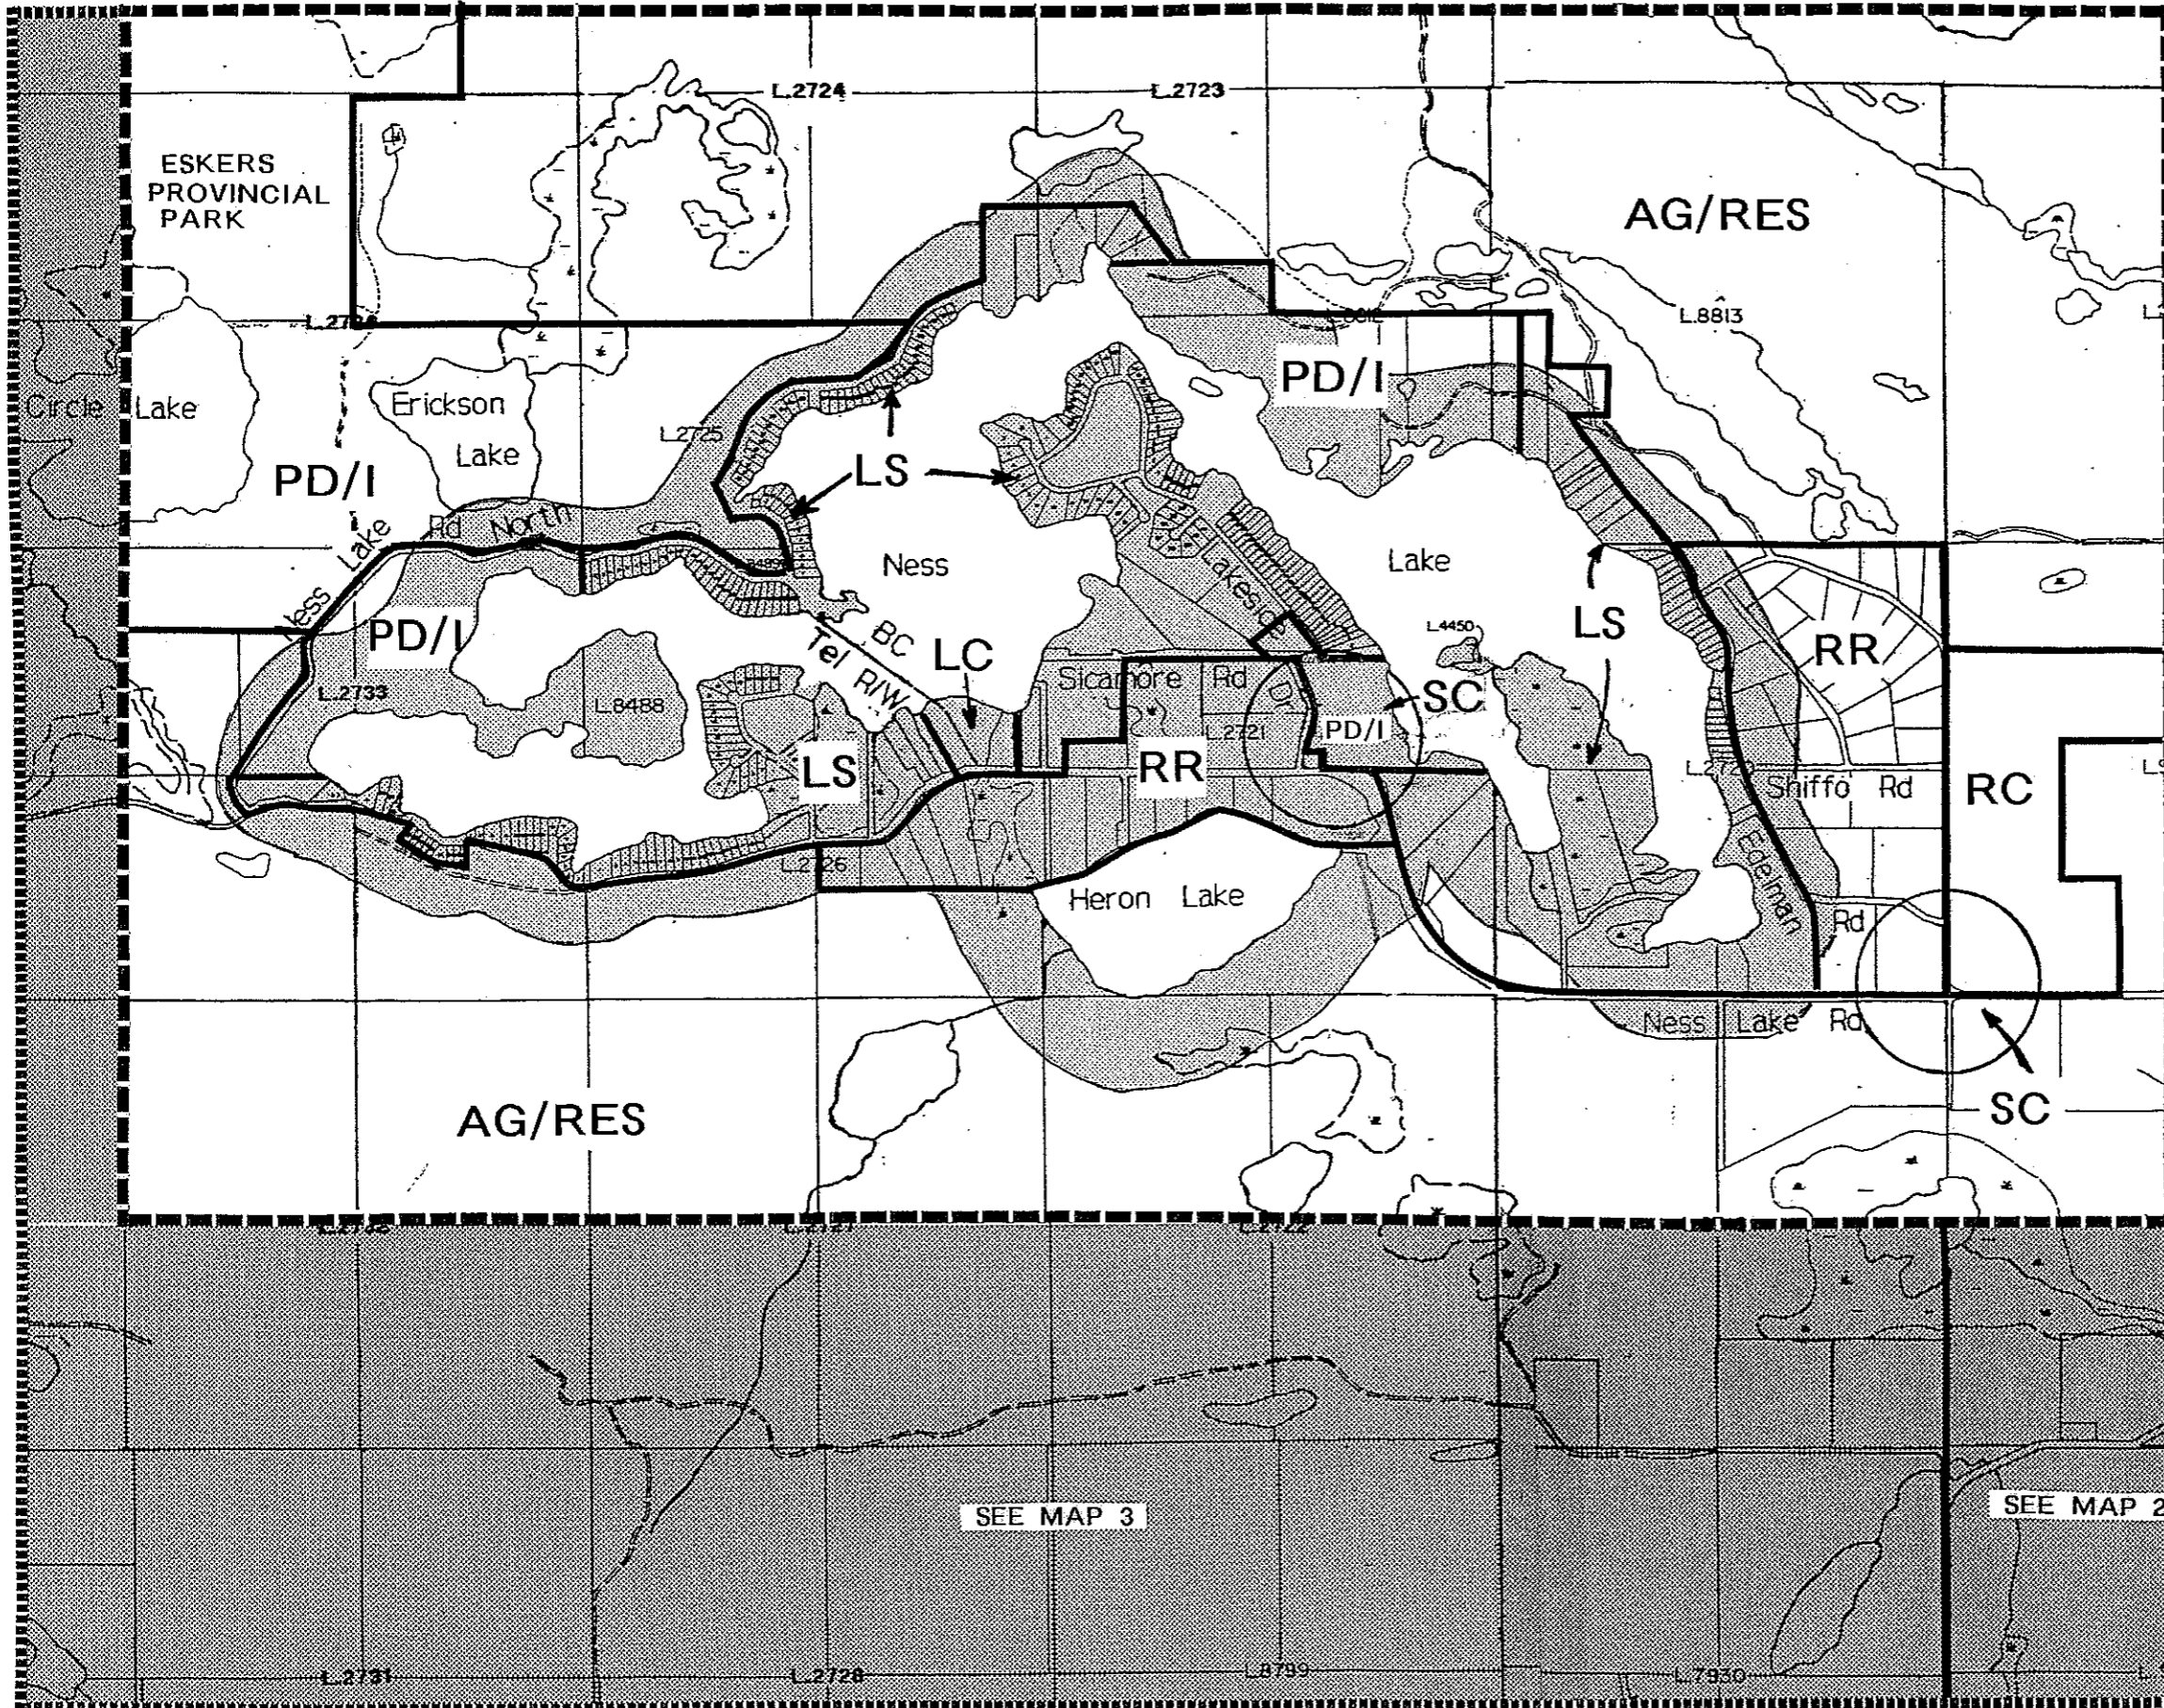 L.2724
L.2723
ESKERS
PROVINCIAL
PARK
AG/RES
L.8813
PD/I
Circle Lake
Erickson
Lake
L.2725
PD/I
LS
LS
Ness Lake Rd North
Ness
Lake
Lakeside Dr
PD/I
BC
Tel R/W
LC
L.4450
LS
RR
L.2733
L.8488
Sicamore Rd
SC
PD/I
L.2721
LS
RR
Shiffo Rd
RC
Edelman Rd
L.2726
Heron Lake
Ness Lake Rd
AG/RES
SC
L.2722
SEE MAP 3
SEE MAP 2
L.2731
L.2728
L.8799
L.7930